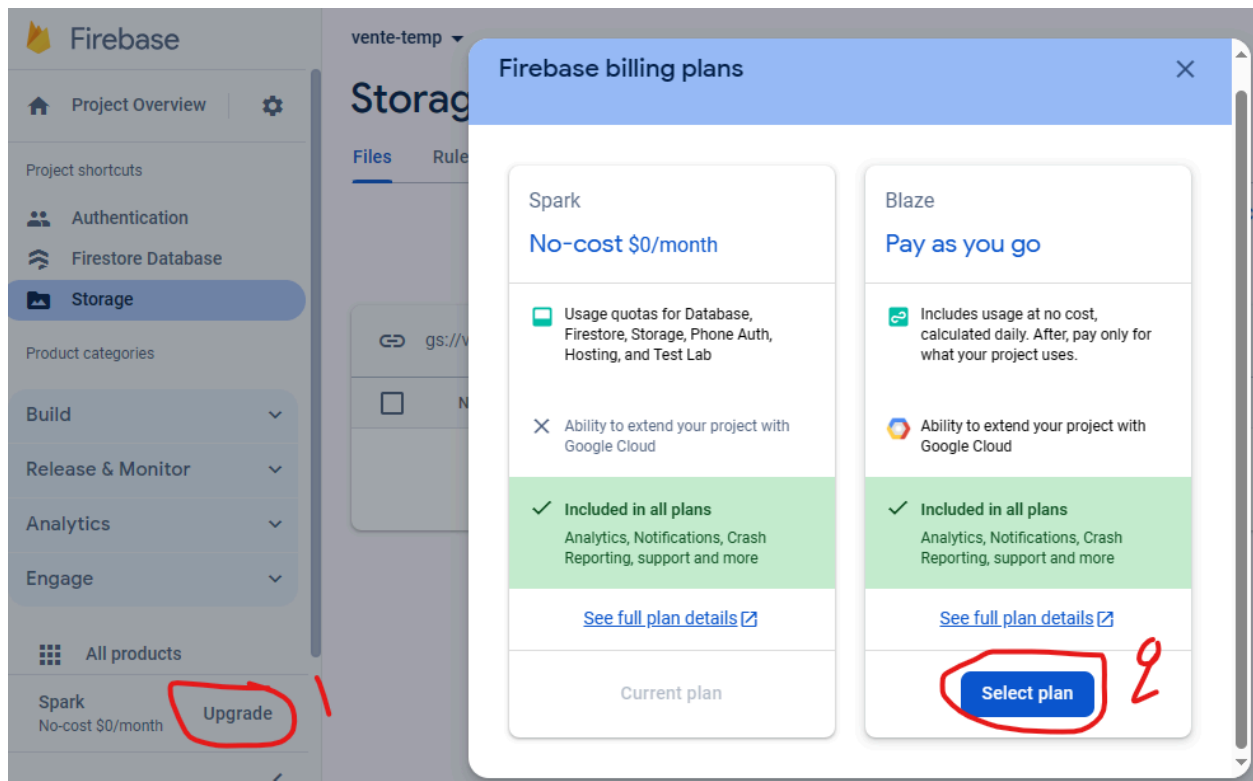 Firebase
Project Overview
Project shortcuts
Authentication
Firestore Database
Storage
Product categories
Build
Release & Monitor
Analytics
Engage
All products
Spark
No-cost $0/month
Upgrade
1
vente-temp
Storag
Files
Rule
gs://v
N
Firebase billing plans
Spark
No-cost $0/month
Usage quotas for Database,
Firestore, Storage, Phone Auth,
Hosting, and Test Lab
Ability to extend your project with
Google Cloud
Included in all plans
Analytics, Notifications, Crash
Reporting, support and more
See full plan details
Current plan
Blaze
Pay as you go
Includes usage at no cost,
calculated daily. After, pay only for
what your project uses.
Ability to extend your project with
Google Cloud
Included in all plans
Analytics, Notifications, Crash
Reporting, support and more
See full plan details
Select plan
2